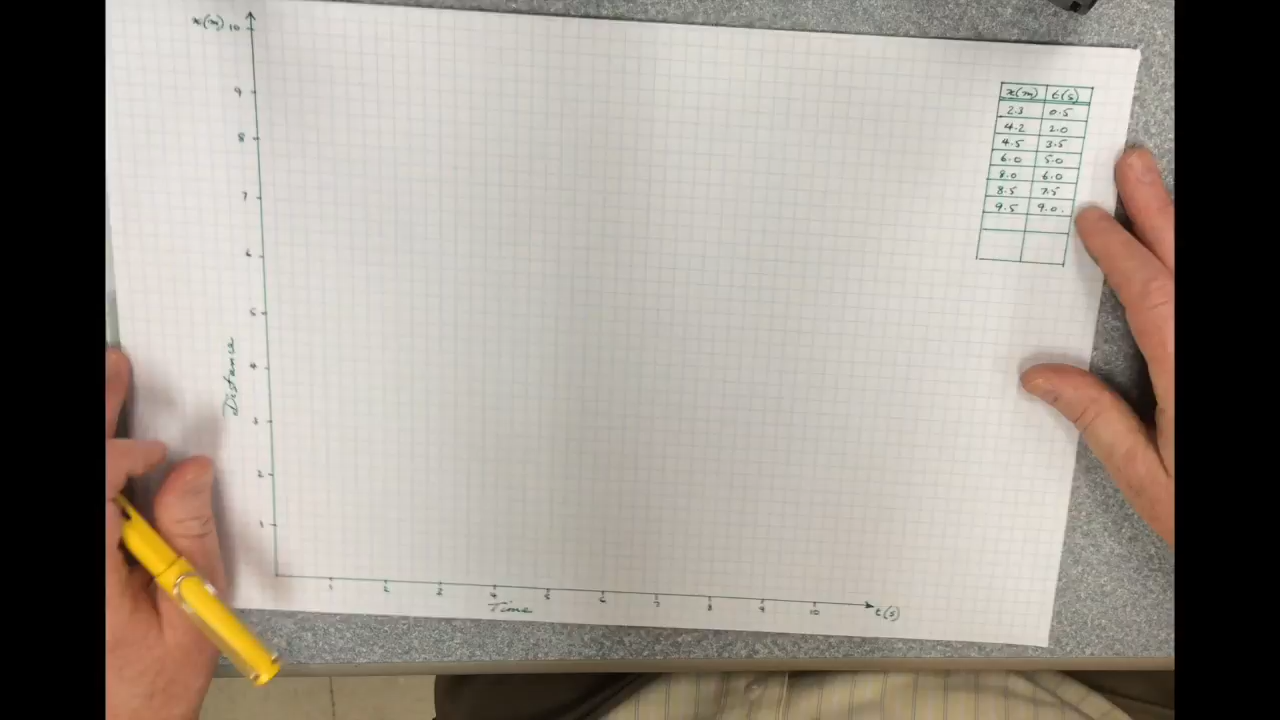 x(m)
10
9
8
7
6
5
4
3
2
1
Distance
1 2 3 4 5 6 7 8 9 10
Time
t(s)
x(m) t(s)
2.3 0.5
4.2 2.0
4.5 3.5
6.0 5.0
8.0 6.0
8.5 7.5
9.5 9.0.